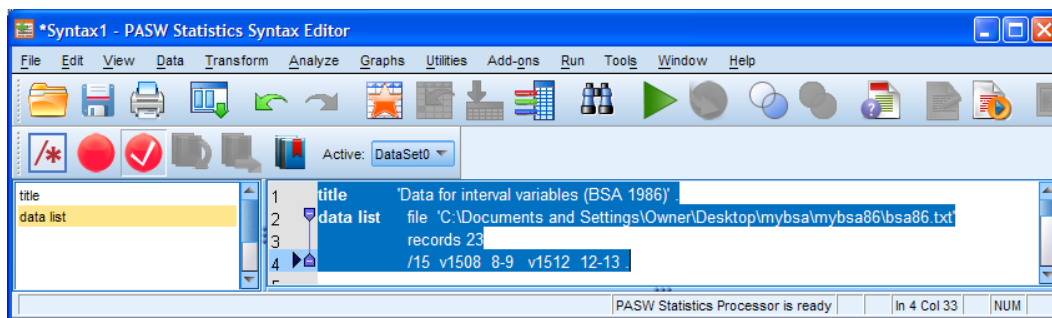 *Syntax1 - PASW Statistics Syntax Editor
File Edit View Data Transform Analyze Graphs Utilities Add-ons Run Tools Window Help
/* Active: DataSet0
title
data list
1 title 'Data for interval variables (BSA 1986)' .
2 data list file 'C:\Documents and Settings\Owner\Desktop\mybsa\mybsa86\bsa86.txt'
3 records 23
4 /15 v1508 8-9 v1512 12-13 .
PASW Statistics Processor is ready In 4 Col 33 NUM